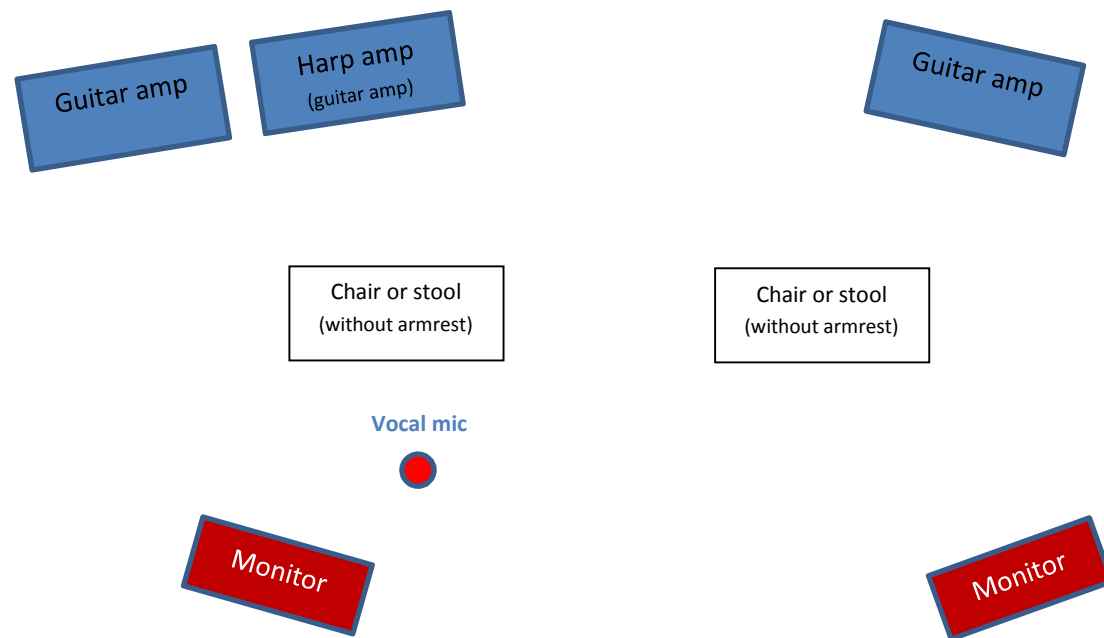 Guitar amp
Harp amp
(guitar amp)
Guitar amp
Chair or stool
(without armrest)
Chair or stool
(without armrest)
Vocal mic
Monitor
Monitor